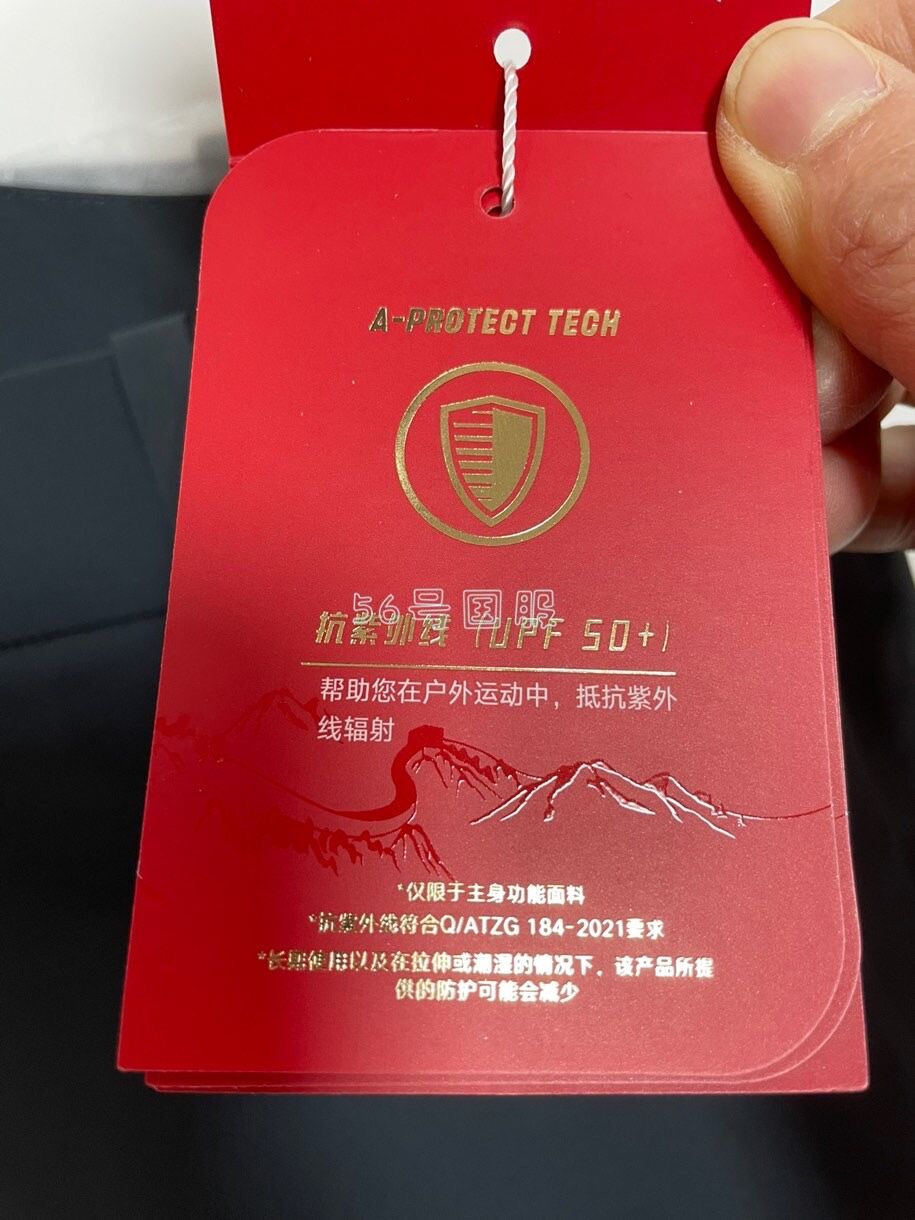 A-PROTECT TECH
56号国服
抗紫外线 (UPF 50+)
帮助您在户外运动中，抵抗紫外
线辐射
*仅限于主身功能面料
*抗紫外线符合Q/ATZG 184-2021要求
*长期使用以及在拉伸或潮湿的情况下，该产品所提
供的防护可能会减少